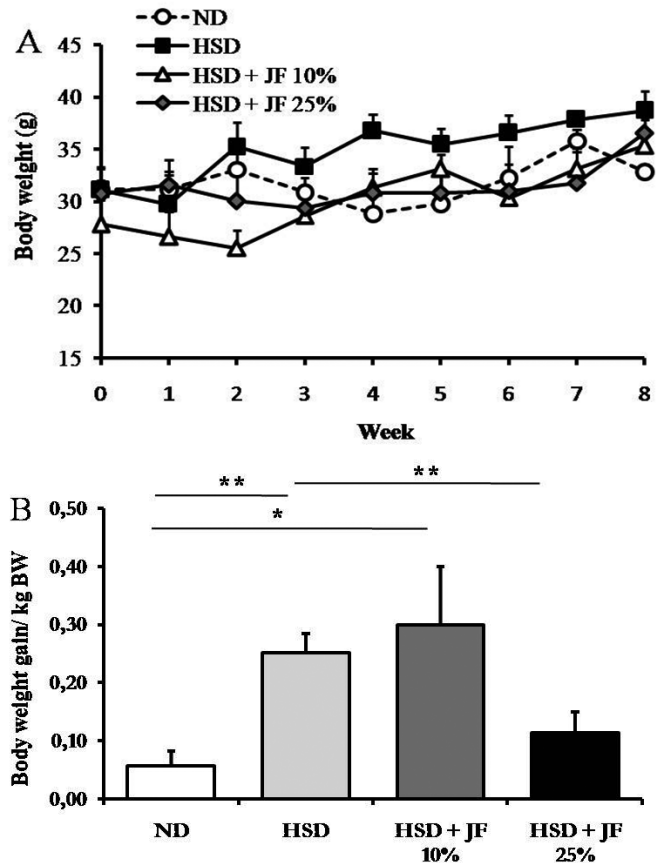 A
ND
HSD
HSD + JF 10%
HSD + JF 25%
Body weight (g)
45
40
35
30
25
20
15
0 1 2 3 4 5 6 7 8
Week
B
**
**
*
Body weight gain/ kg BW
0,50
0,40
0,30
0,20
0,10
0,00
ND HSD HSD + JF HSD + JF
10% 25%